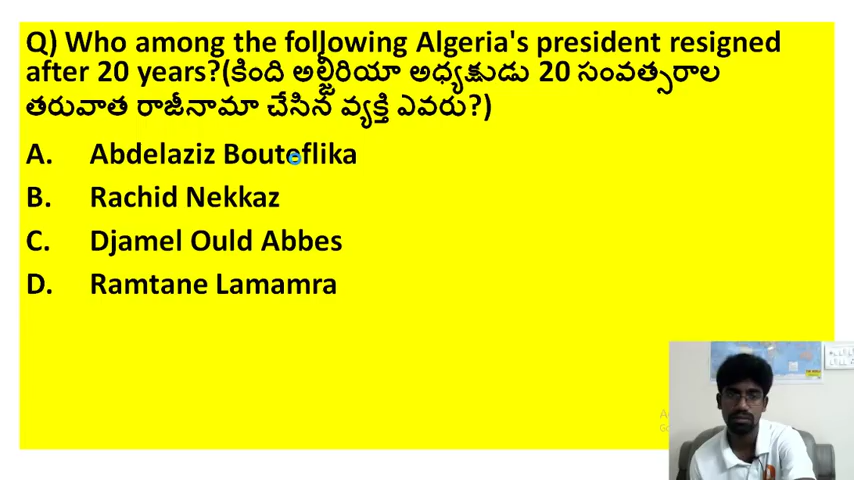 Q) Who among the following Algeria's president resigned
after 20 years?(కింది అల్జీరియా అధ్యక్షుడు 20 సంవత్సరాల
తరువాత రాజీనామా చేసిన వ్యక్తి ఎవరు?)
A. Abdelaziz Bouteflika
B. Rachid Nekkaz
C. Djamel Ould Abbes
D. Ramtane Lamamra